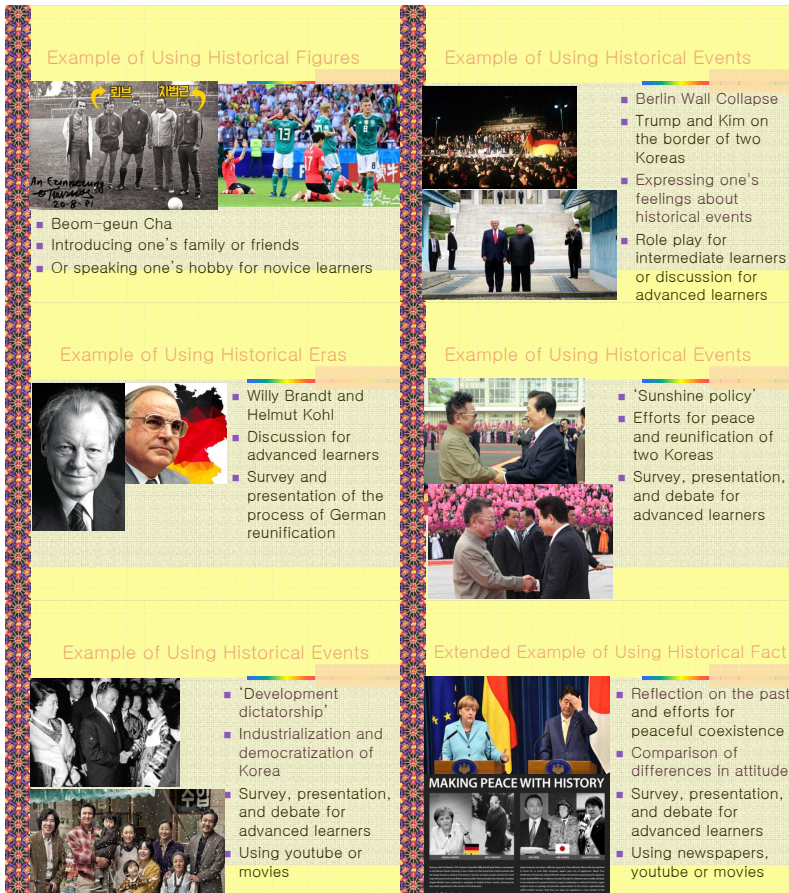 Example of Using Historical Figures
뢰브 차범근
An Erinnerung
20-8-81
Beom-geun Cha
Introducing one's family or friends
Or speaking one's hobby for novice learners
Example of Using Historical Events
Berlin Wall Collapse
Trump and Kim on
the border of two
Koreas
Expressing one's
feelings about
historical events
Role play for
intermediate learners
or discussion for
advanced learners
Example of Using Historical Eras
Willy Brandt and
Helmut Kohl
Discussion for
advanced learners
Survey and
presentation of the
process of German
reunification
Example of Using Historical Events
‘Sunshine policy’
Efforts for peace
and reunification of
two Koreas
Survey, presentation,
and debate for
advanced learners
Example of Using Historical Events
‘Development
dictatorship’
Industrialization and
democratization of
Korea
Survey, presentation,
and debate for
advanced learners
Using youtube or
movies
수입
Extended Example of Using Historical Fact
Reflection on the past
and efforts for
peaceful coexistence
Comparison of
differences in attitude
Survey, presentation,
and debate for
advanced learners
Using newspapers,
youtube or movies
MAKING PEACE WITH HISTORY